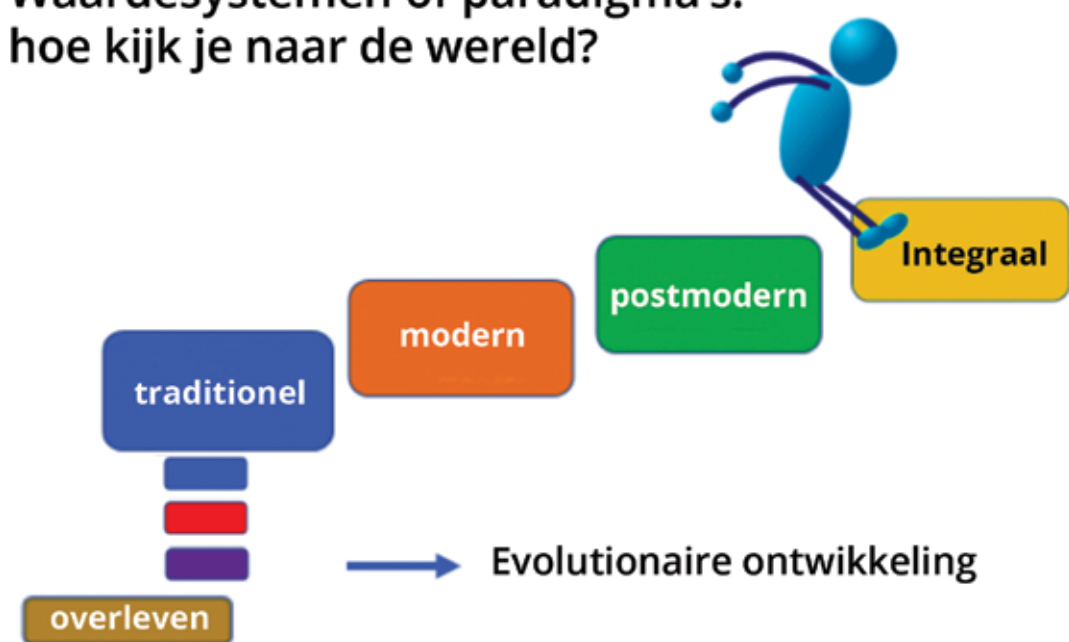 Waardesystemen of paradigma's:
hoe kijk je naar de wereld?
Integraal
postmodern
modern
traditionel
Evolutionaire ontwikkeling
overleven